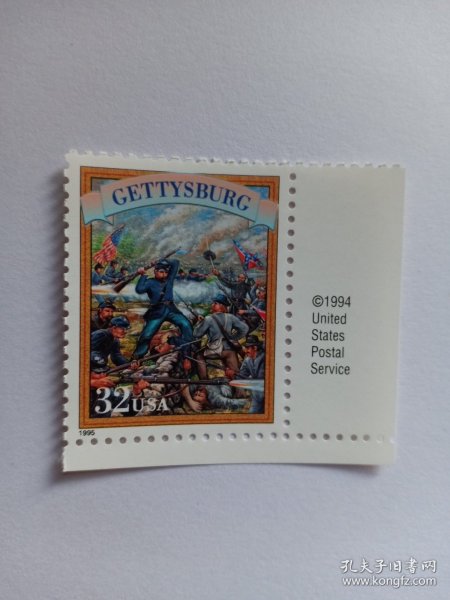 GETTYSBURG
32USA
1995
©1994
United
States
Postal
Service
孔夫子旧书网
www.kongfz.com